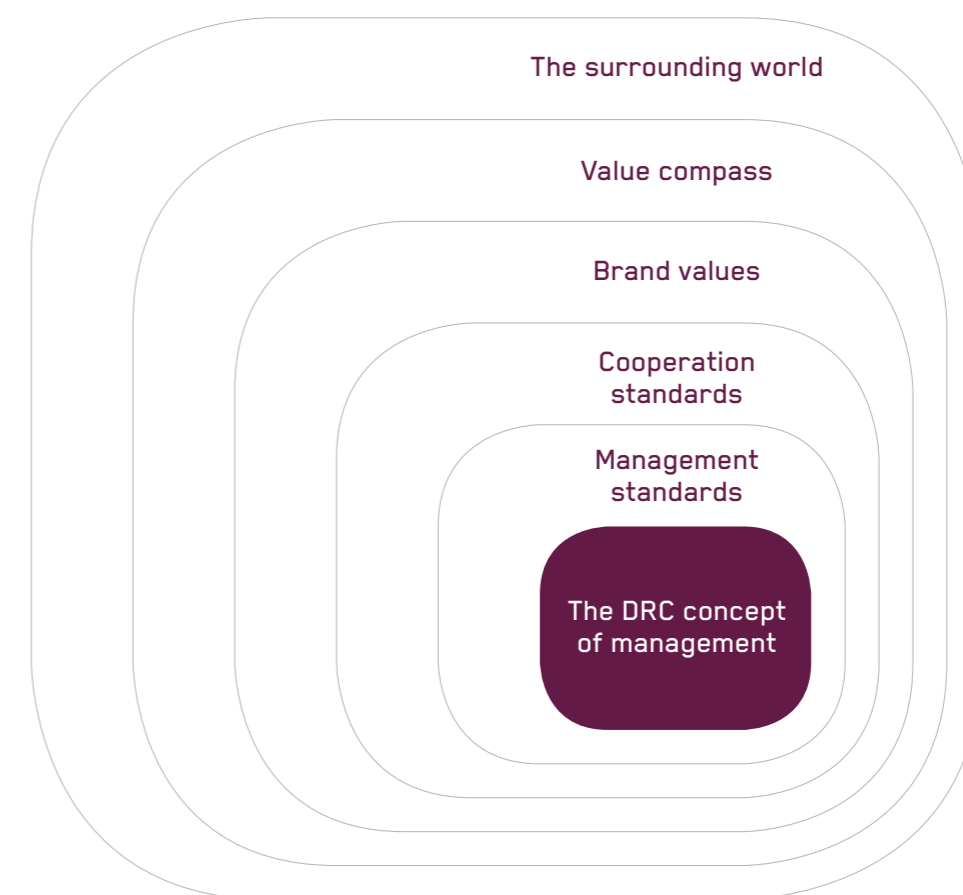 The surrounding world
Value compass
Brand values
Cooperation
standards
Management
standards
The DRC concept
of management